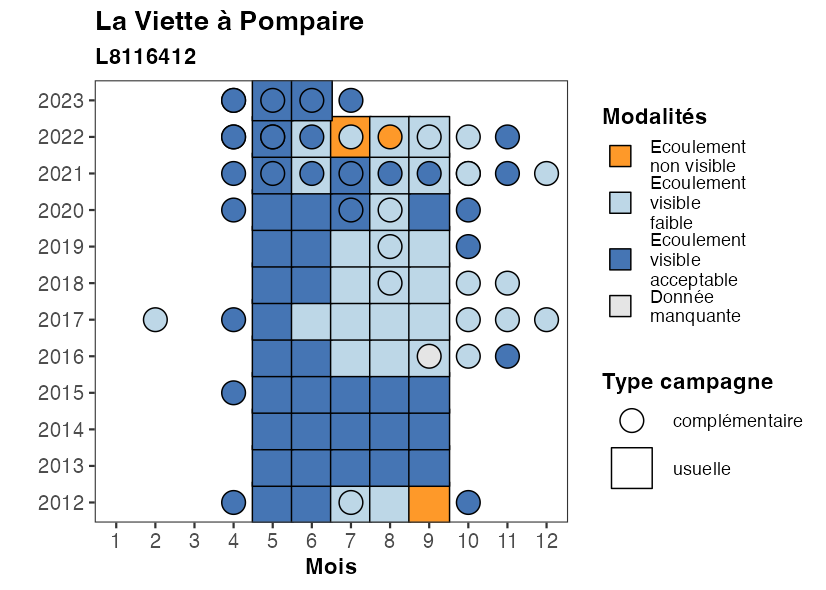 La Viette à Pompaire
L8116412
2023
2022
2021
2020
2019
2018
2017
2016
2015
2014
2013
2012
1 2 3 4 5 6 7 8 9 10 11 12
Mois
Modalités
Ecoulement
non visible
Ecoulement
visible
faible
Ecoulement
visible
acceptable
Donnée
manquante
Type campagne
complémentaire
usuelle